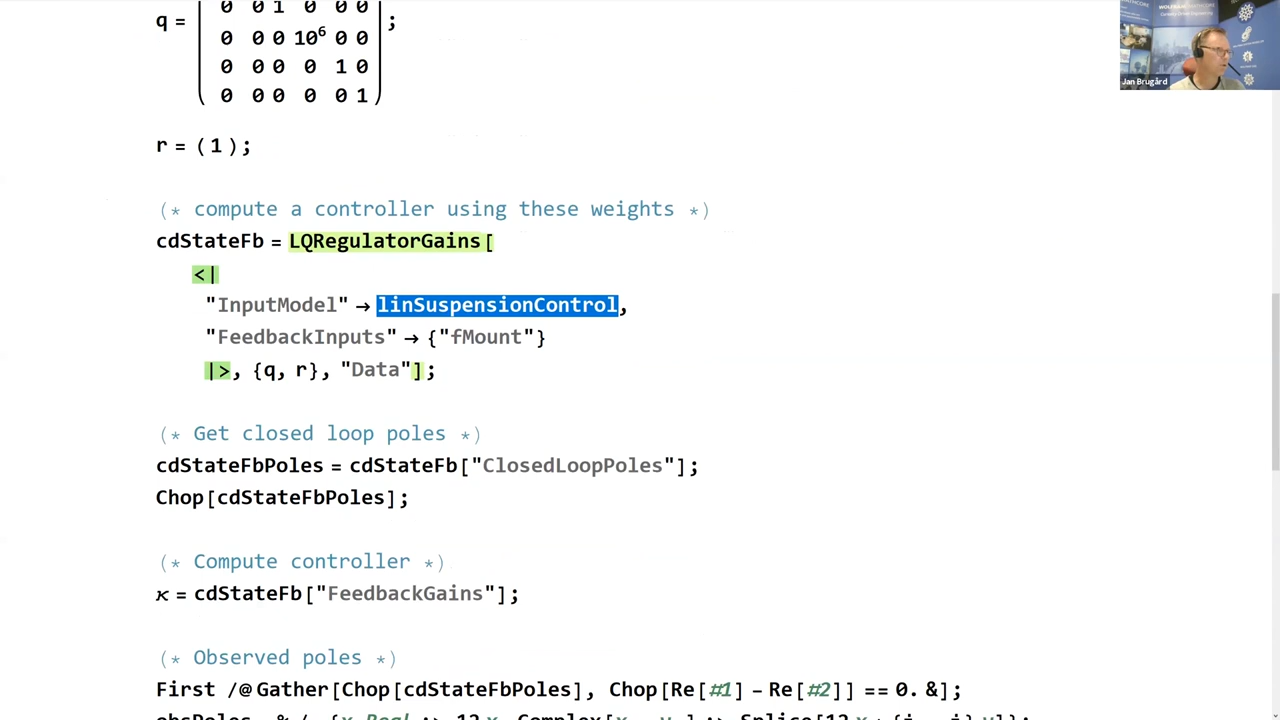 0 0 1 0 0 0
q = ( 0 0 0 10⁶ 0 0 ) ;
0 0 0 0 1 0
0 0 0 0 0 1
r = ( 1 );
(* compute a controller using these weights *)
cdStateFb = LQRegulatorGains[
<|
"InputModel" → linSuspensionControl,
"FeedbackInputs" → {"fMount"}
|>, {q, r}, "Data"];
(* Get closed loop poles *)
cdStateFbPoles = cdStateFb["ClosedLoopPoles"];
Chop[cdStateFbPoles];
(* Compute controller *)
κ = cdStateFb["FeedbackGains"];
(* Observed poles *)
First /@ Gather[Chop[cdStateFbPoles], Chop[Re[#1] - Re[#2]] == 0. &];
Jan Brugård